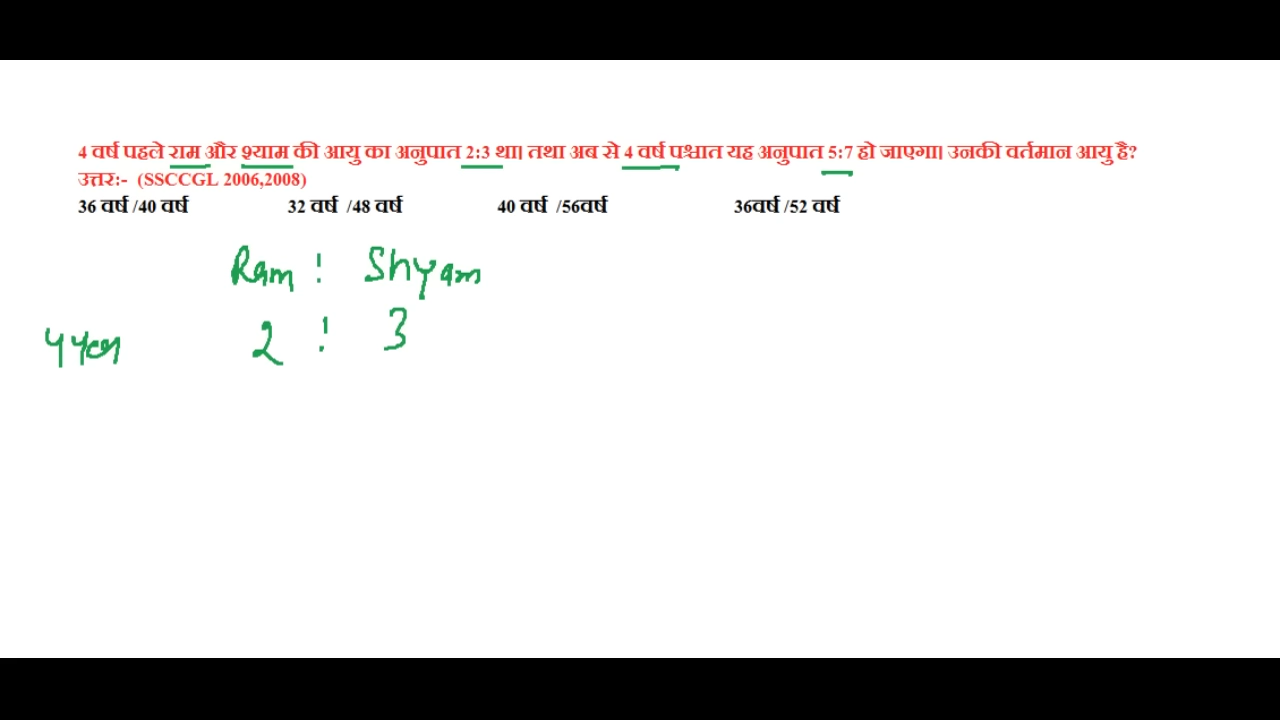 4 वर्ष पहले राम और श्याम की आयु का अनुपात 2:3 था। तथा अब से 4 वर्ष पश्चात यह अनुपात 5:7 हो जाएगा। उनकी वर्तमान आयु है?
उत्तरः- (SSCCGL 2006,2008)
36 वर्ष /40 वर्ष 32 वर्ष /48 वर्ष 40 वर्ष /56वर्ष 36वर्ष /52 वर्ष
Ram : Shyam
4 2 : 3